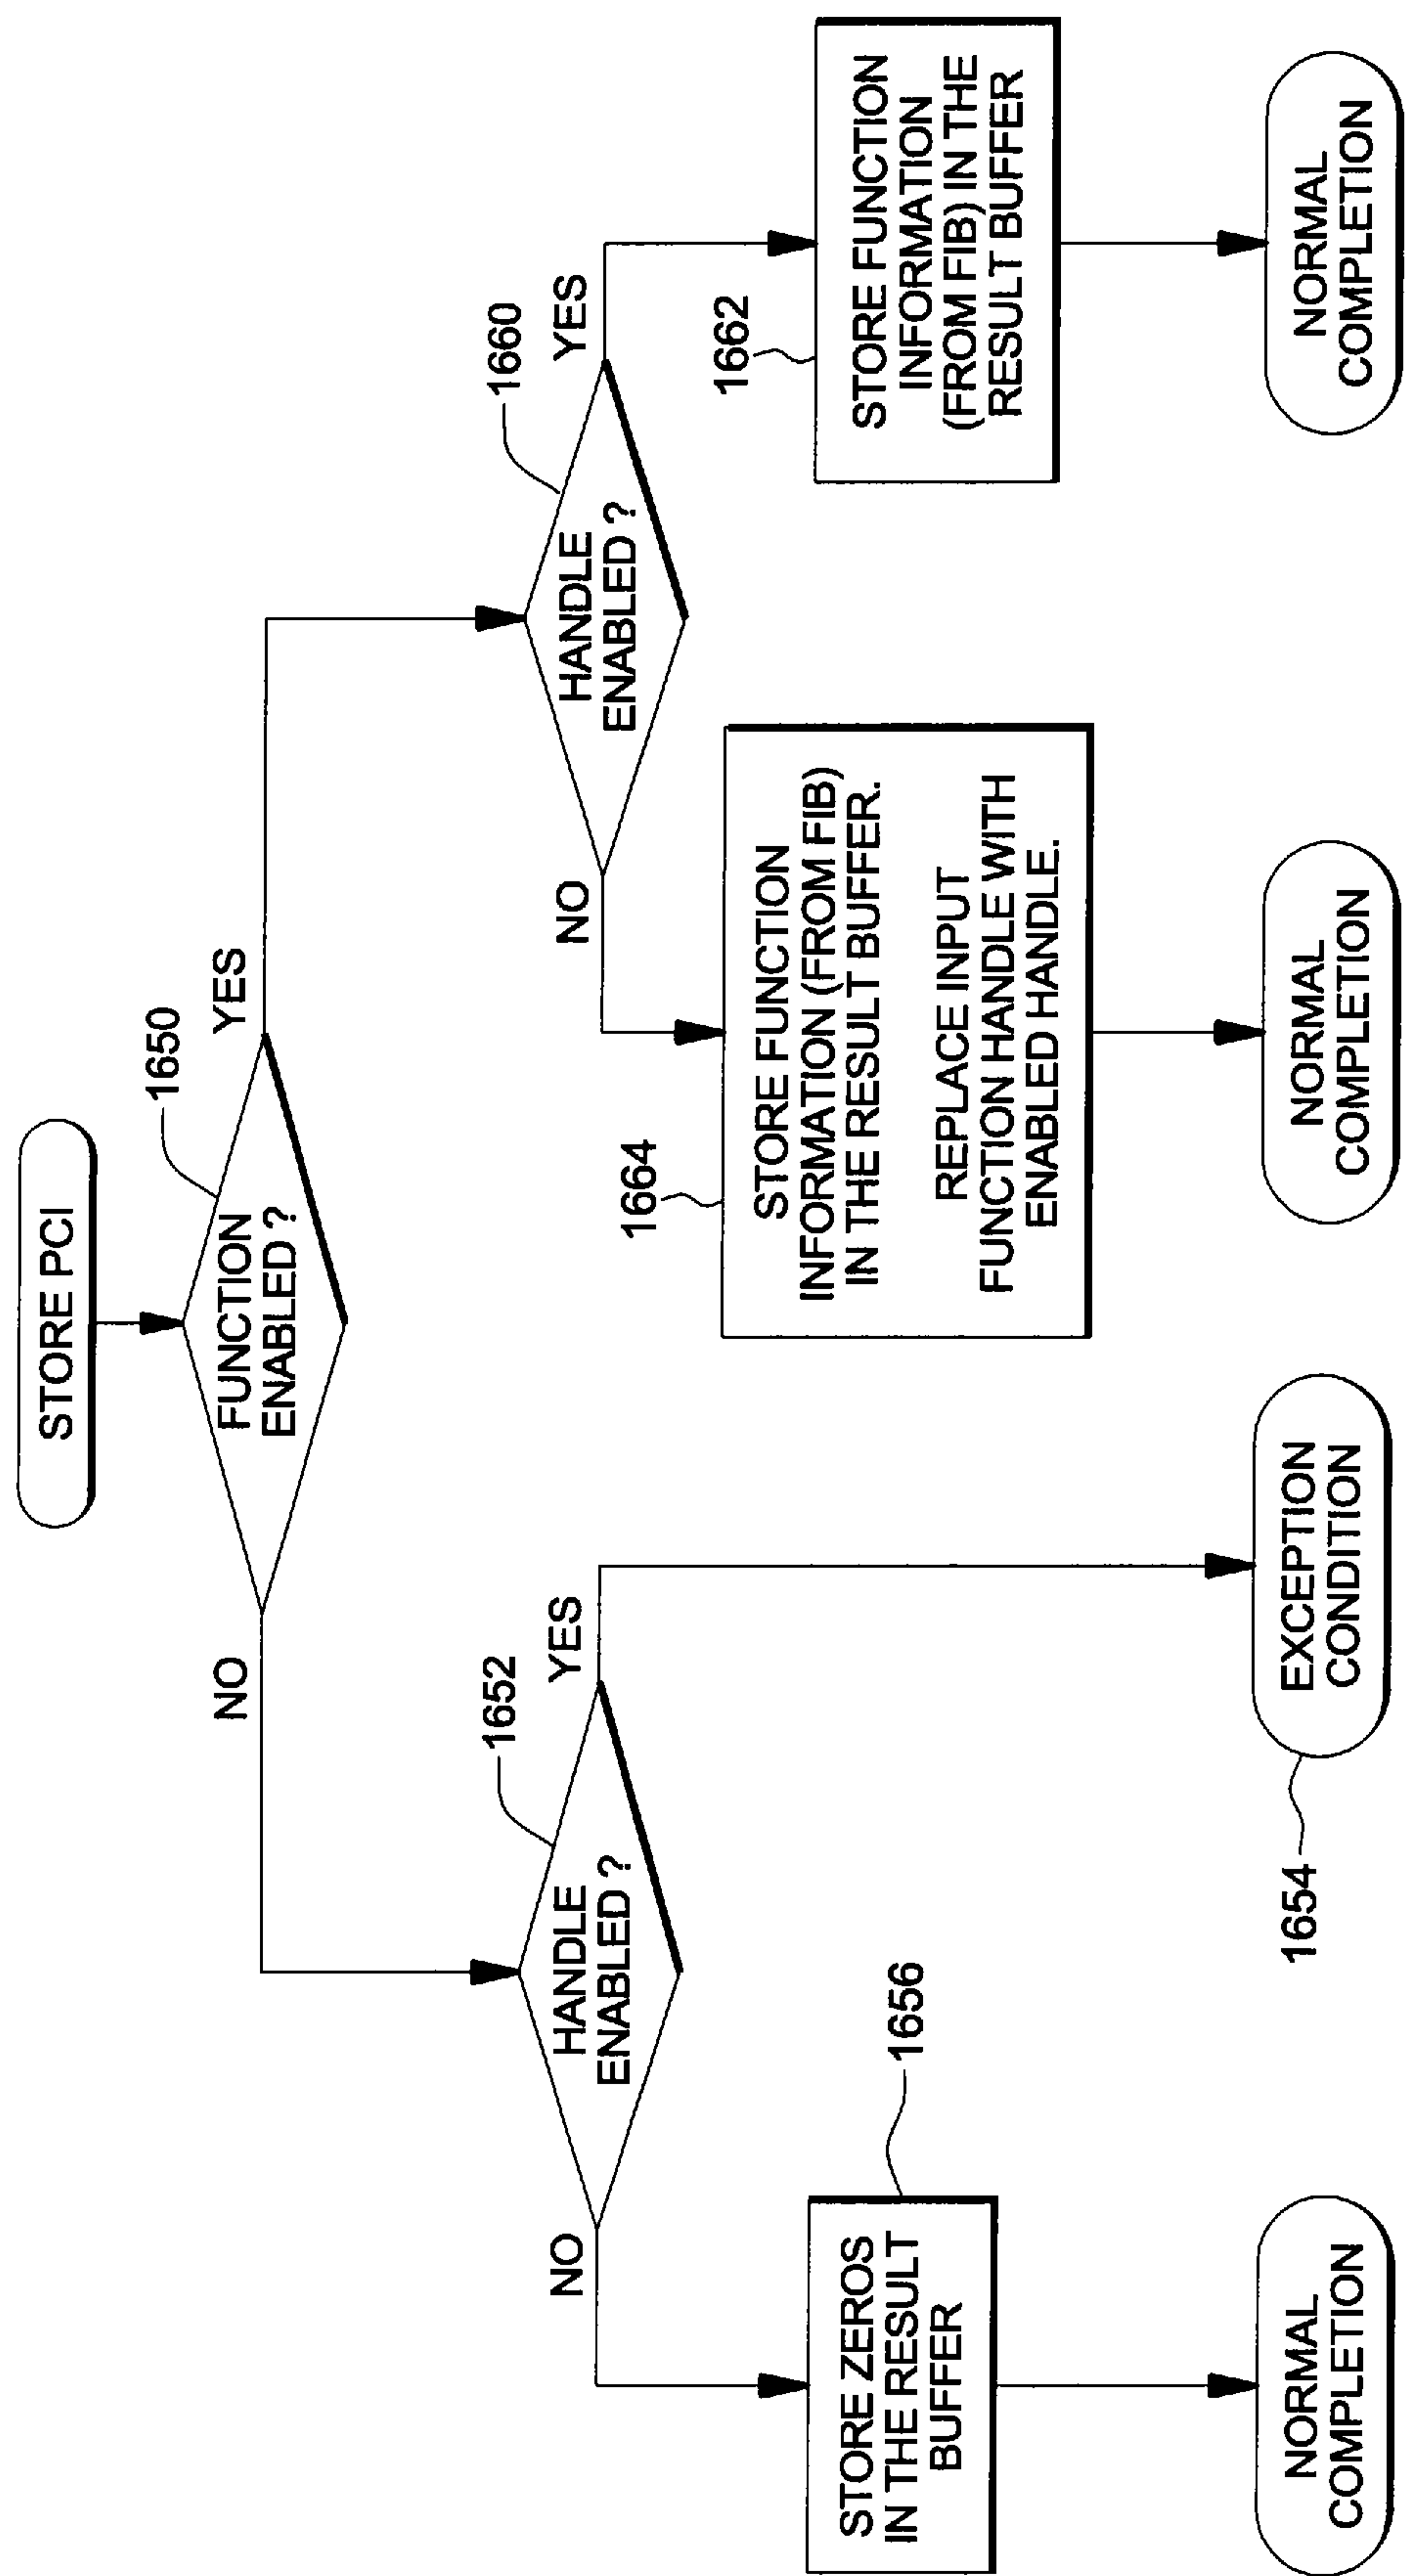 STORE PCI
1650
FUNCTION
ENABLED ?
NO
YES
1652
HANDLE
ENABLED ?
NO
YES
1660
HANDLE
ENABLED ?
NO
YES
1656
STORE ZEROS
IN THE RESULT
BUFFER
1664
STORE FUNCTION
INFORMATION (FROM FIB)
IN THE RESULT BUFFER.
REPLACE INPUT
FUNCTION HANDLE WITH
ENABLED HANDLE.
1662
STORE FUNCTION
INFORMATION
(FROM FIB) IN THE
RESULT BUFFER
NORMAL
COMPLETION
1654
EXCEPTION
CONDITION
NORMAL
COMPLETION
NORMAL
COMPLETION